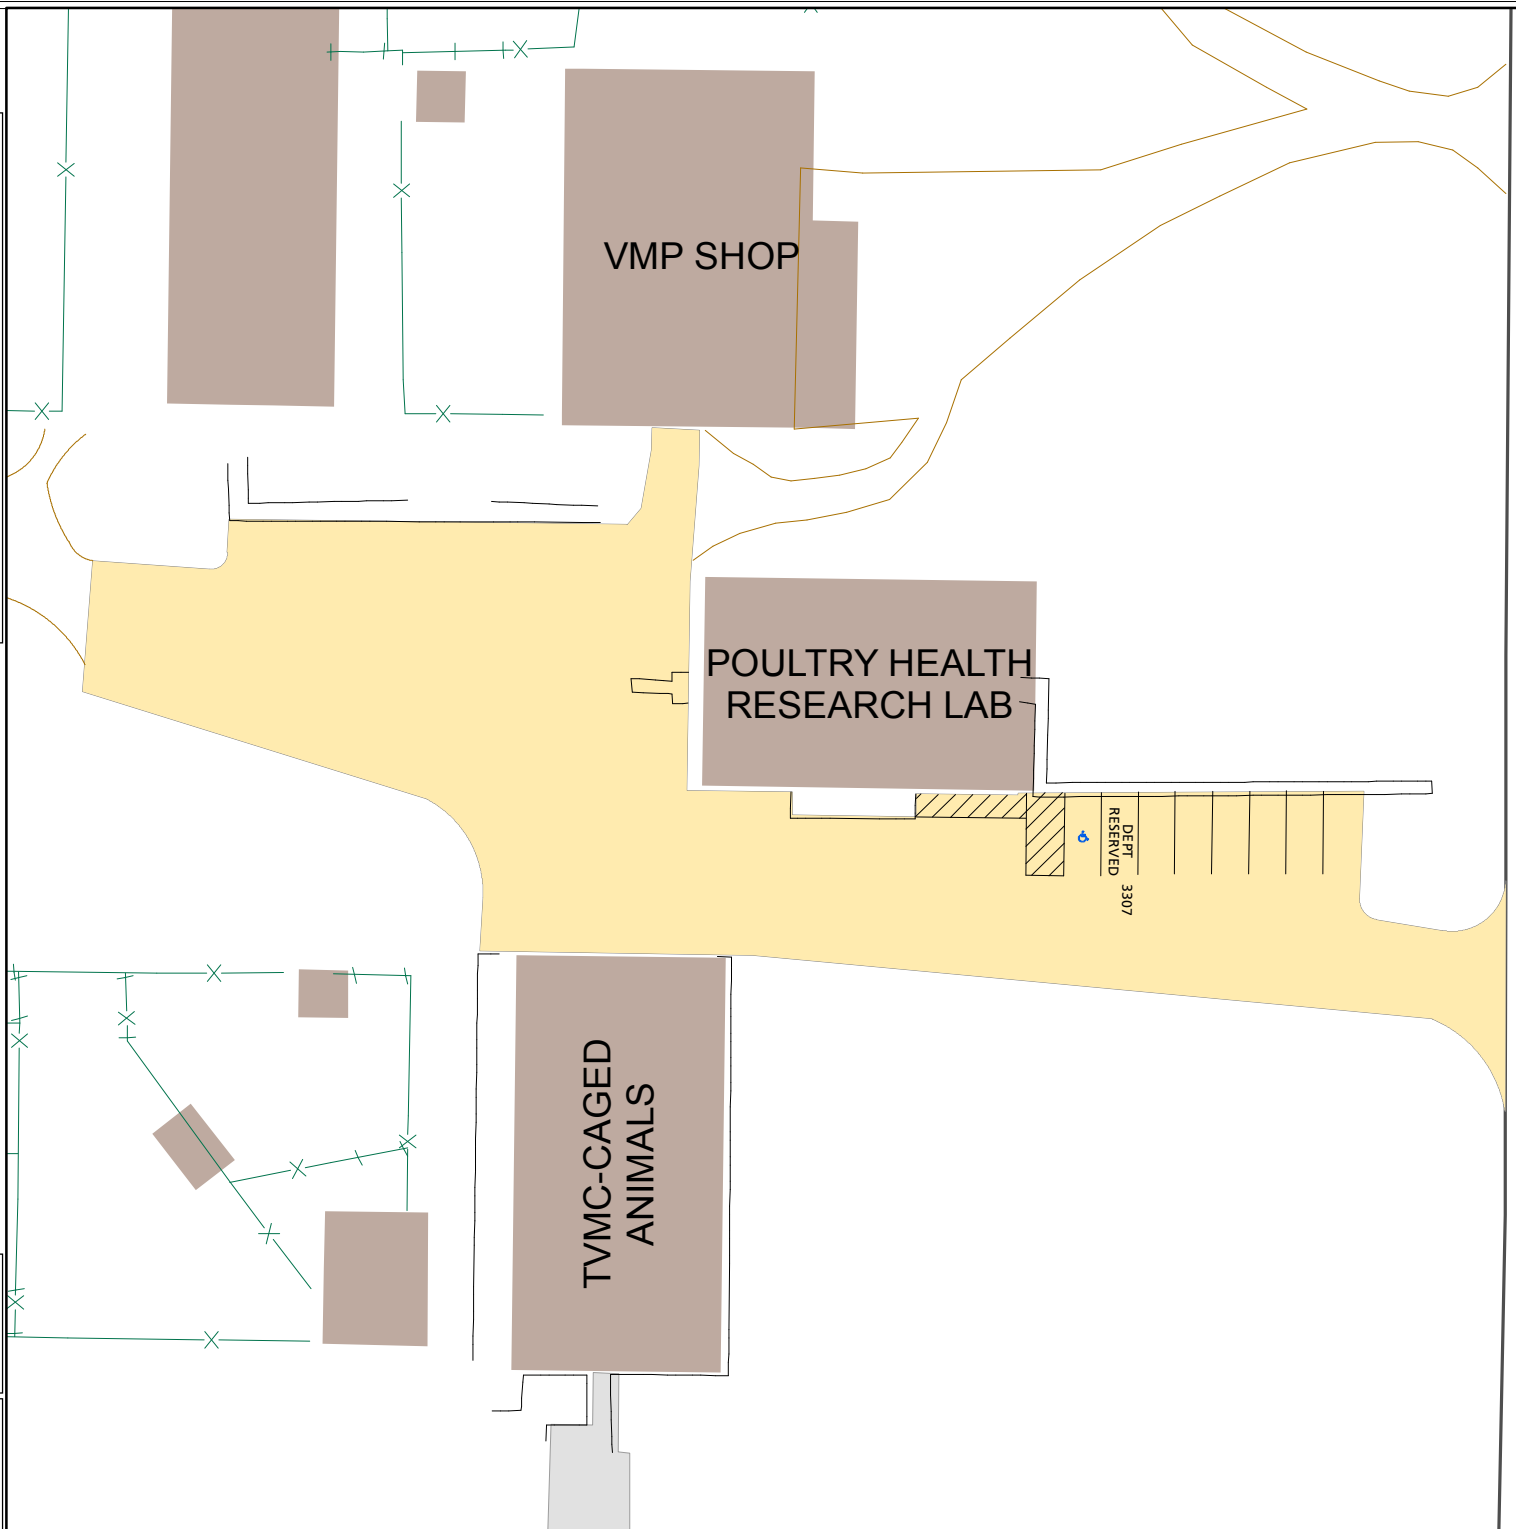 VMP SHOP
POULTRY HEALTH
RESEARCH LAB
DEPT
RESERVED
3307
TVMC-CAGED
ANIMALS